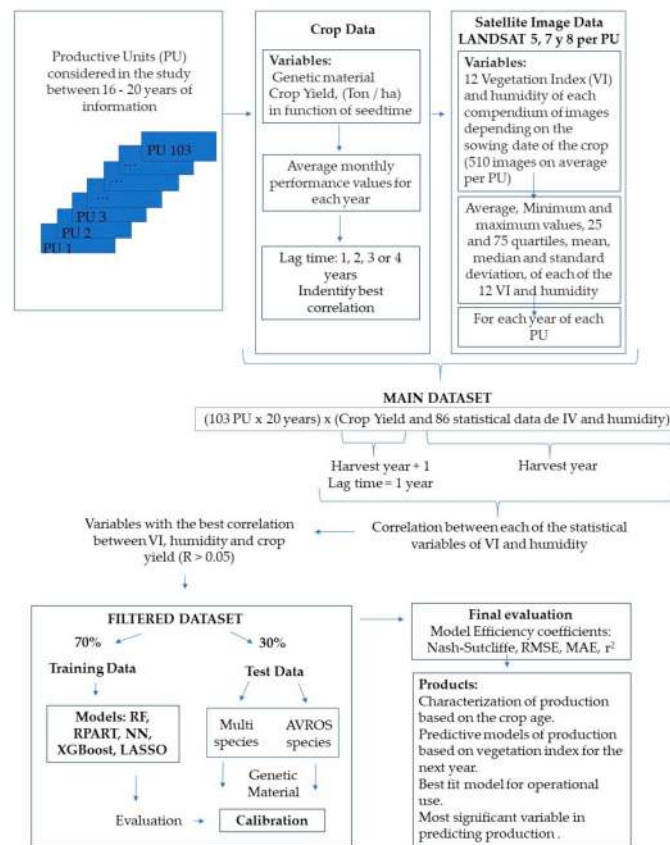 Productive Units (PU)
considered in the study
between 16 - 20 years of
information
PU 103
...
...
...
PU 3
PU 2
PU 1
Crop Data
Variables:
Genetic material
Crop Yield, (Ton / ha)
in function of seedtime
Average monthly
performance values for
each year
Lag time: 1, 2, 3 or 4
years
Indentify best
correlation
Satellite Image Data
LANDSAT 5, 7 y 8 per PU
Variables:
12 Vegetation Index (VI)
and humidity of each
compendium of images
depending on the
sowing date of the crop
(510 images on average
per PU)
Average, Minimum and
maximum values, 25
and 75 quartiles, mean,
median and standard
deviation, of each of the
12 VI and humidity
For each year of each
PU
MAIN DATASET
(103 PU x 20 years) x (Crop Yield and 86 statistical data de IV and humidity)
Harvest year + 1
Lag time = 1 year
Harvest year
Variables with the best correlation
between VI, humidity and crop
yield (R > 0.05)
Correlation between each of the statistical
variables of VI and humidity
FILTERED DATASET
70%
30%
Training Data
Test Data
Models: RF,
RPART, NN,
XGBoost, LASSO
Multi
species
AVROS
species
Genetic
Material
Evaluation
Calibration
Final evaluation
Model Efficiency coefficients:
Nash-Sutcliffe, RMSE, MAE, r²
Products:
Characterization of production
based on the crop age.
Predictive models of production
based on vegetation index for the
next year.
Best fit model for operational
use.
Most significant variable in
predicting production .